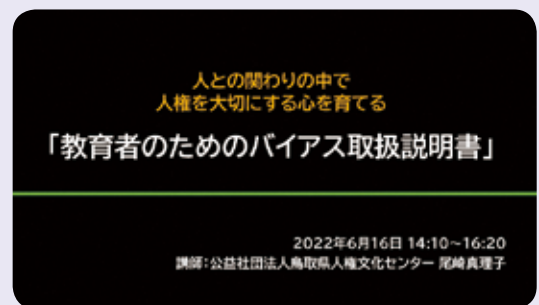 人との関わりの中で
人権を大切にする心を育てる
「教育者のためのバイアス取扱説明書」
2022年6月16日 14:10~16:20
講師:公益社団法人鳥取県人権文化センター 尾崎真理子